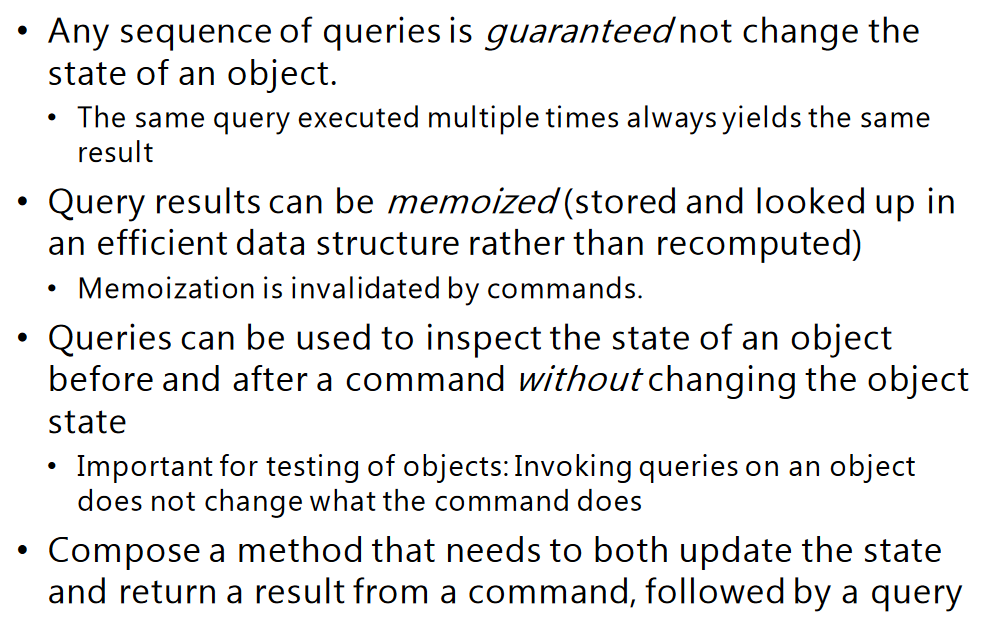 • Any sequence of queries is guaranteed not change the
state of an object.
• The same query executed multiple times always yields the same
result
• Query results can be memoized (stored and looked up in
an efficient data structure rather than recomputed)
• Memoization is invalidated by commands.
• Queries can be used to inspect the state of an object
before and after a command without changing the object
state
• Important for testing of objects: Invoking queries on an object
does not change what the command does
• Compose a method that needs to both update the state
and return a result from a command, followed by a query